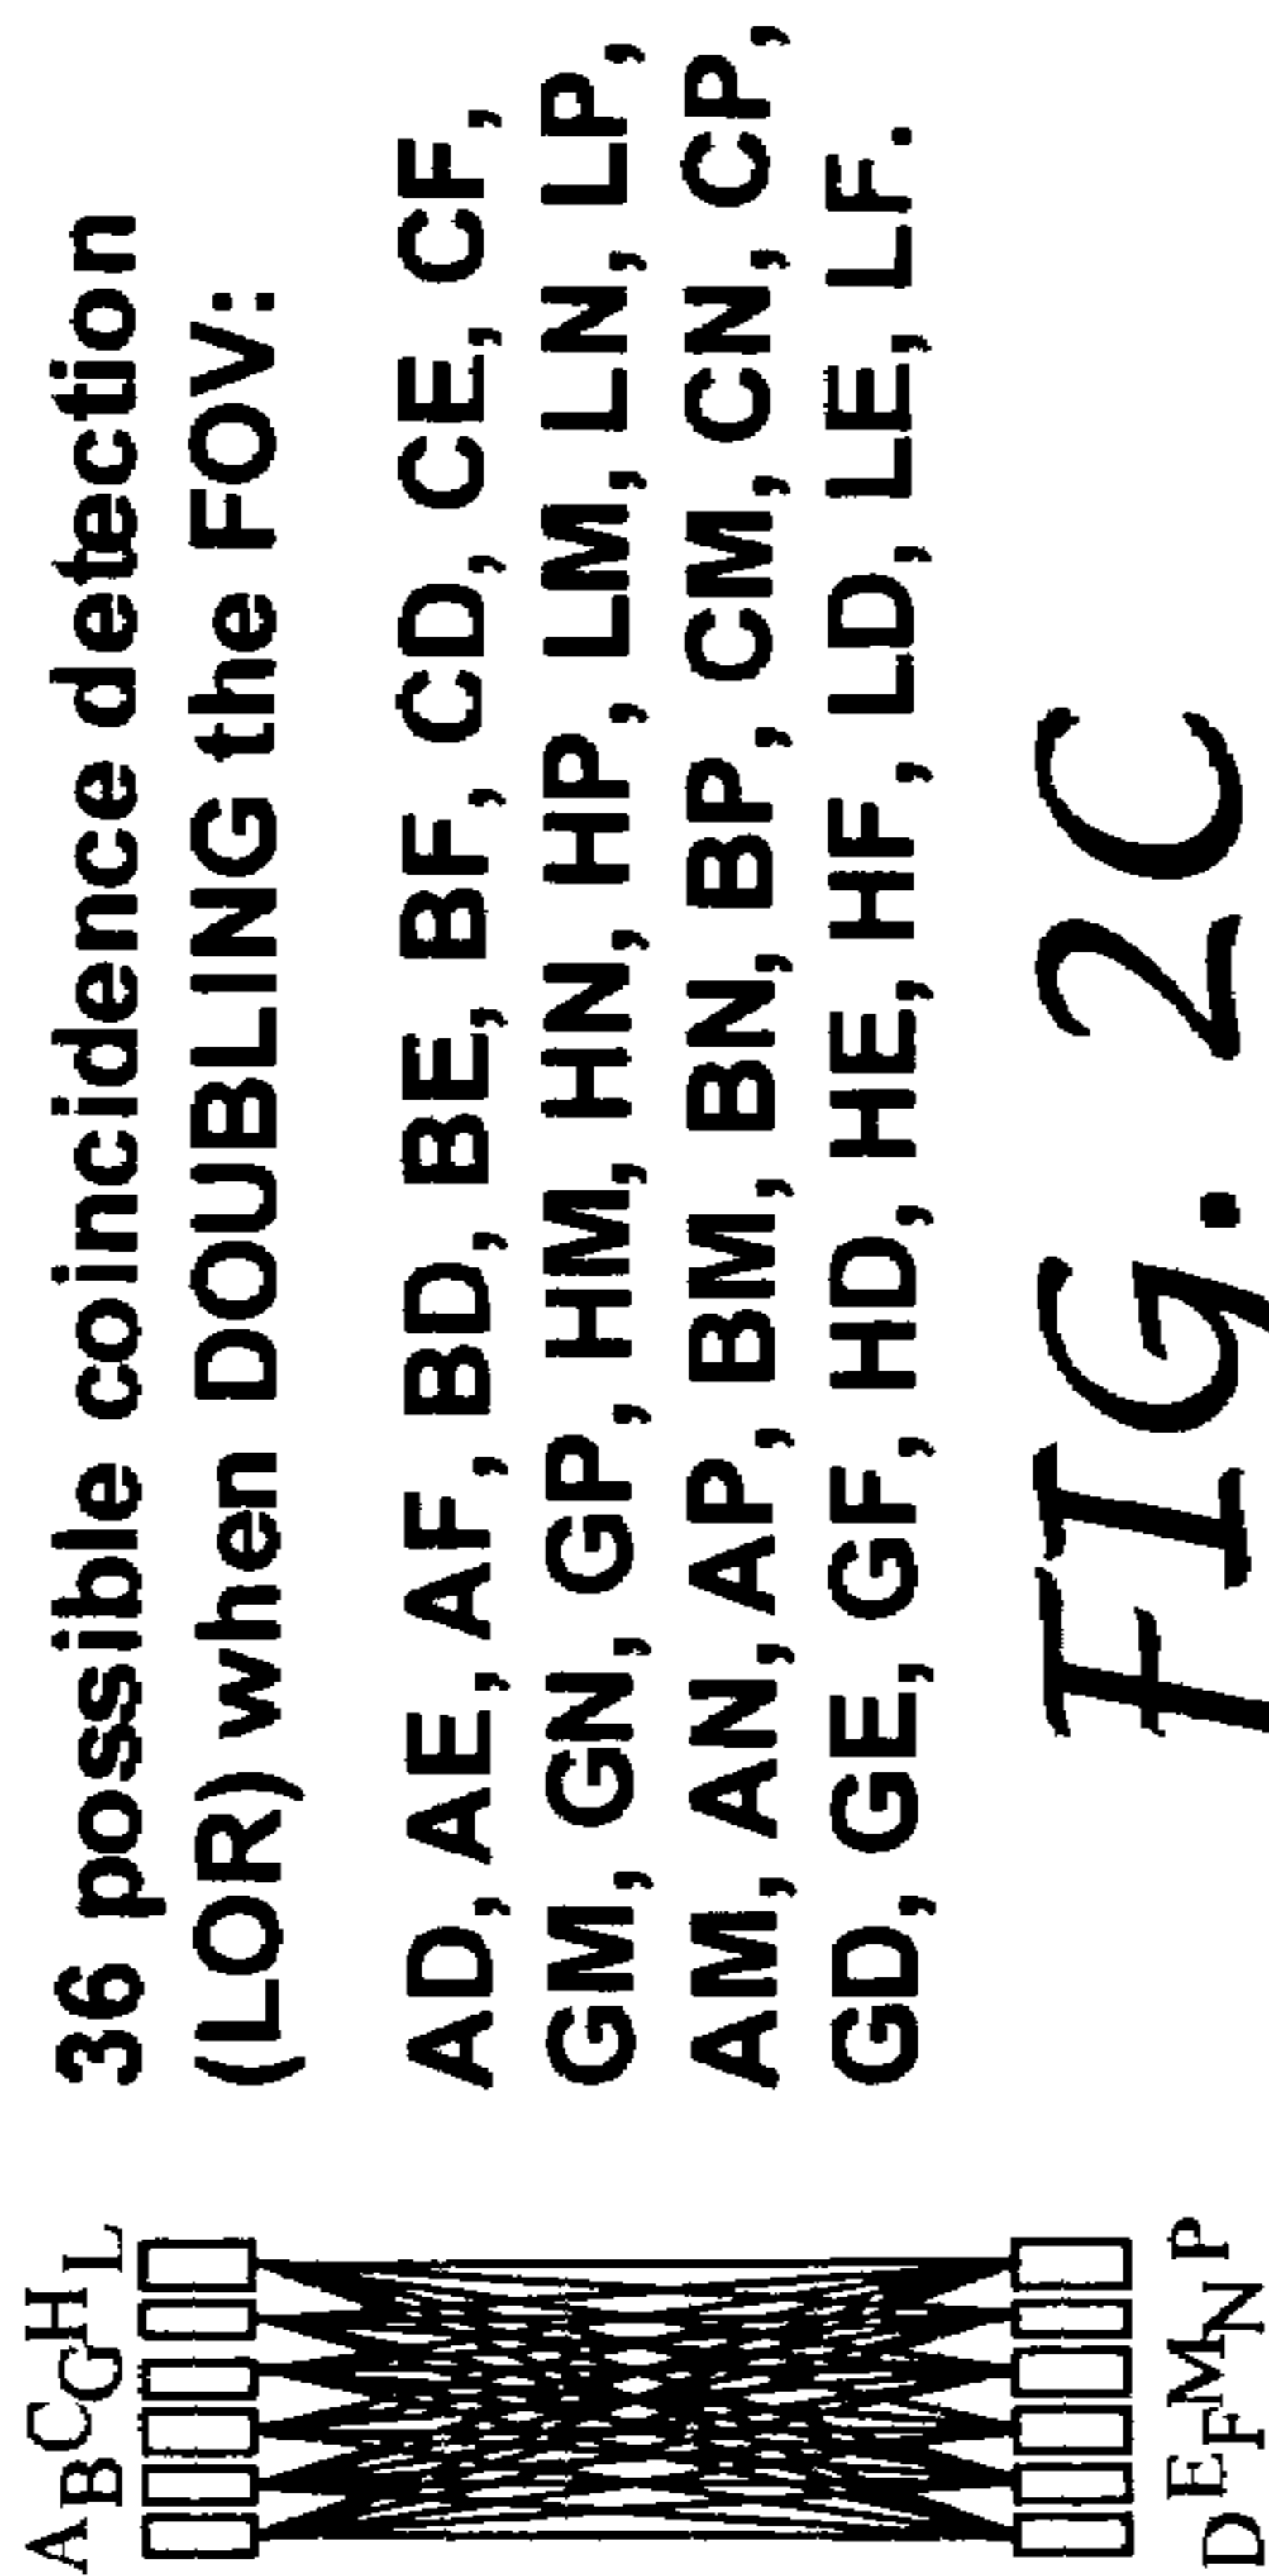 A B C G H L
D E F M N P
36 possible coincidence detection
(LOR) when DOUBLING the FOV:
AD, AE, AF, BD, BE, BF, CD, CE, CF,
GM, GN, GP, HM, HN, HP, LM, LN, LP,
AM, AN, AP, BM, BN, BP, CM, CN, CP,
GD, GE, GF, HD, HE, HF, LD, LE, LF.
FIG. 2C